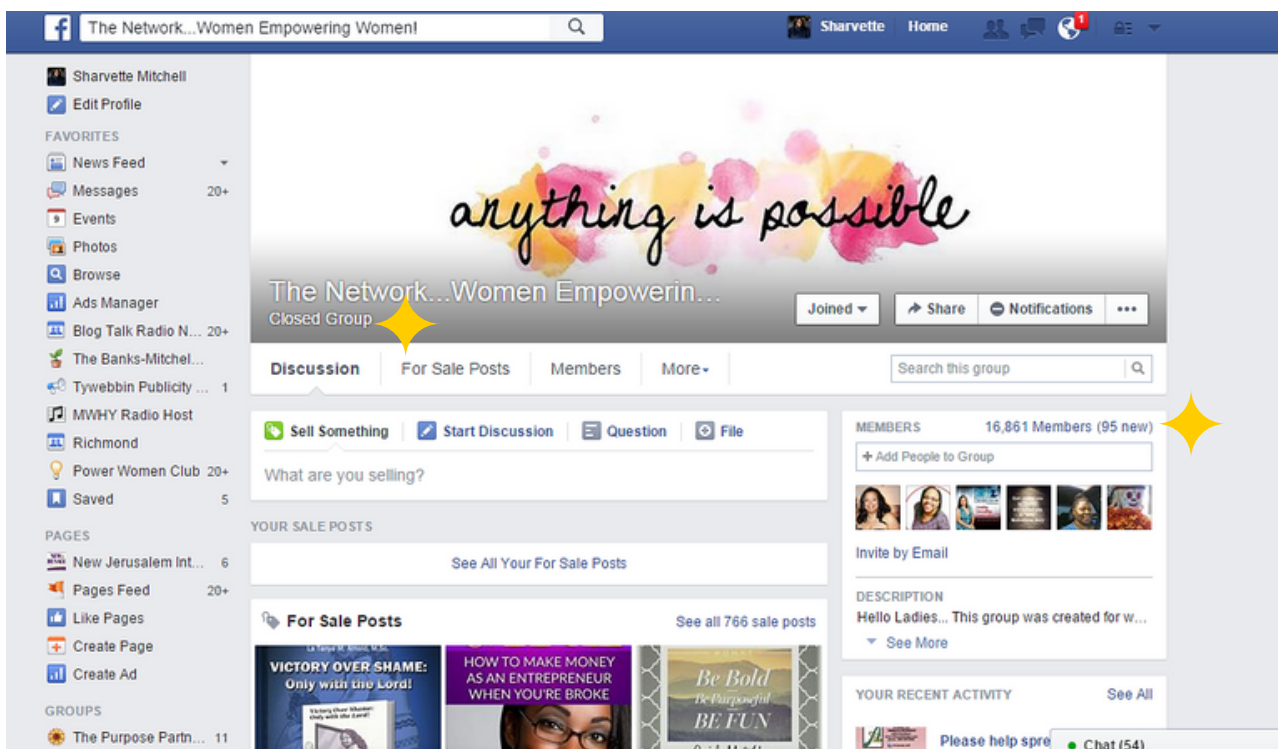 The Network...Women Empowering Women!
Sharvette Home 1
Sharvette Mitchell
Edit Profile
FAVORITES
News Feed
Messages 20+
9 Events
Photos
Browse
Ads Manager
Blog Talk Radio N... 20+
The Banks-Mitchel...
Tywebbin Publicity ... 1
MWHY Radio Host
Richmond
Power Women Club 20+
Saved 5
PAGES
New Jerusalem Int... 6
Pages Feed 20+
Like Pages
Create Page
Create Ad
GROUPS
The Purpose Partn... 11
anything is possible
The Network...Women Empowerin...
Closed Group
Joined Share Notifications
Discussion For Sale Posts Members More
Search this group
Sell Something Start Discussion Question File
What are you selling?
YOUR SALE POSTS
See All Your For Sale Posts
For Sale Posts See all 766 sale posts
VICTORY OVER SHAME:
Only with the Lord!
Victory Over Shame:
Only with the Lord!
HOW TO MAKE MONEY
AS AN ENTREPRENEUR
WHEN YOU'RE BROKE
Be Bold
Be Purposeful
BE FUN
MEMBERS 16,861 Members (95 new)
+ Add People to Group
Invite by Email
DESCRIPTION
Hello Ladies... This group was created for w...
See More
YOUR RECENT ACTIVITY See All
Please help spre
Chat (54)